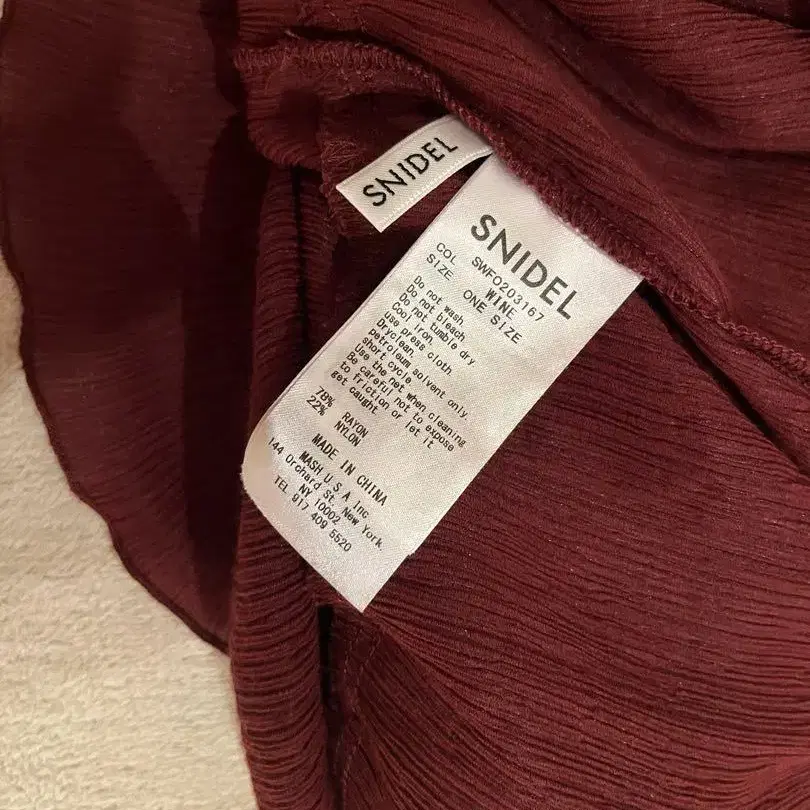 SNIDEL
SNIDEL
SWFO203167
COL WINE
SIZE ONE SIZE
Do not wash
Do not bleach
Do not tumble dry
Cool iron.
use press cloth.
Dryclean.
petroleum solvent only.
short cycle.
Use the net when cleaning
Be careful not to expose
to friction or let it
get caught
78% RAYON
22% NYLON
MADE IN CHINA
MASH U S A Inc
144 Orchard St. New York.
NY 10002
TEL 917 409 5520